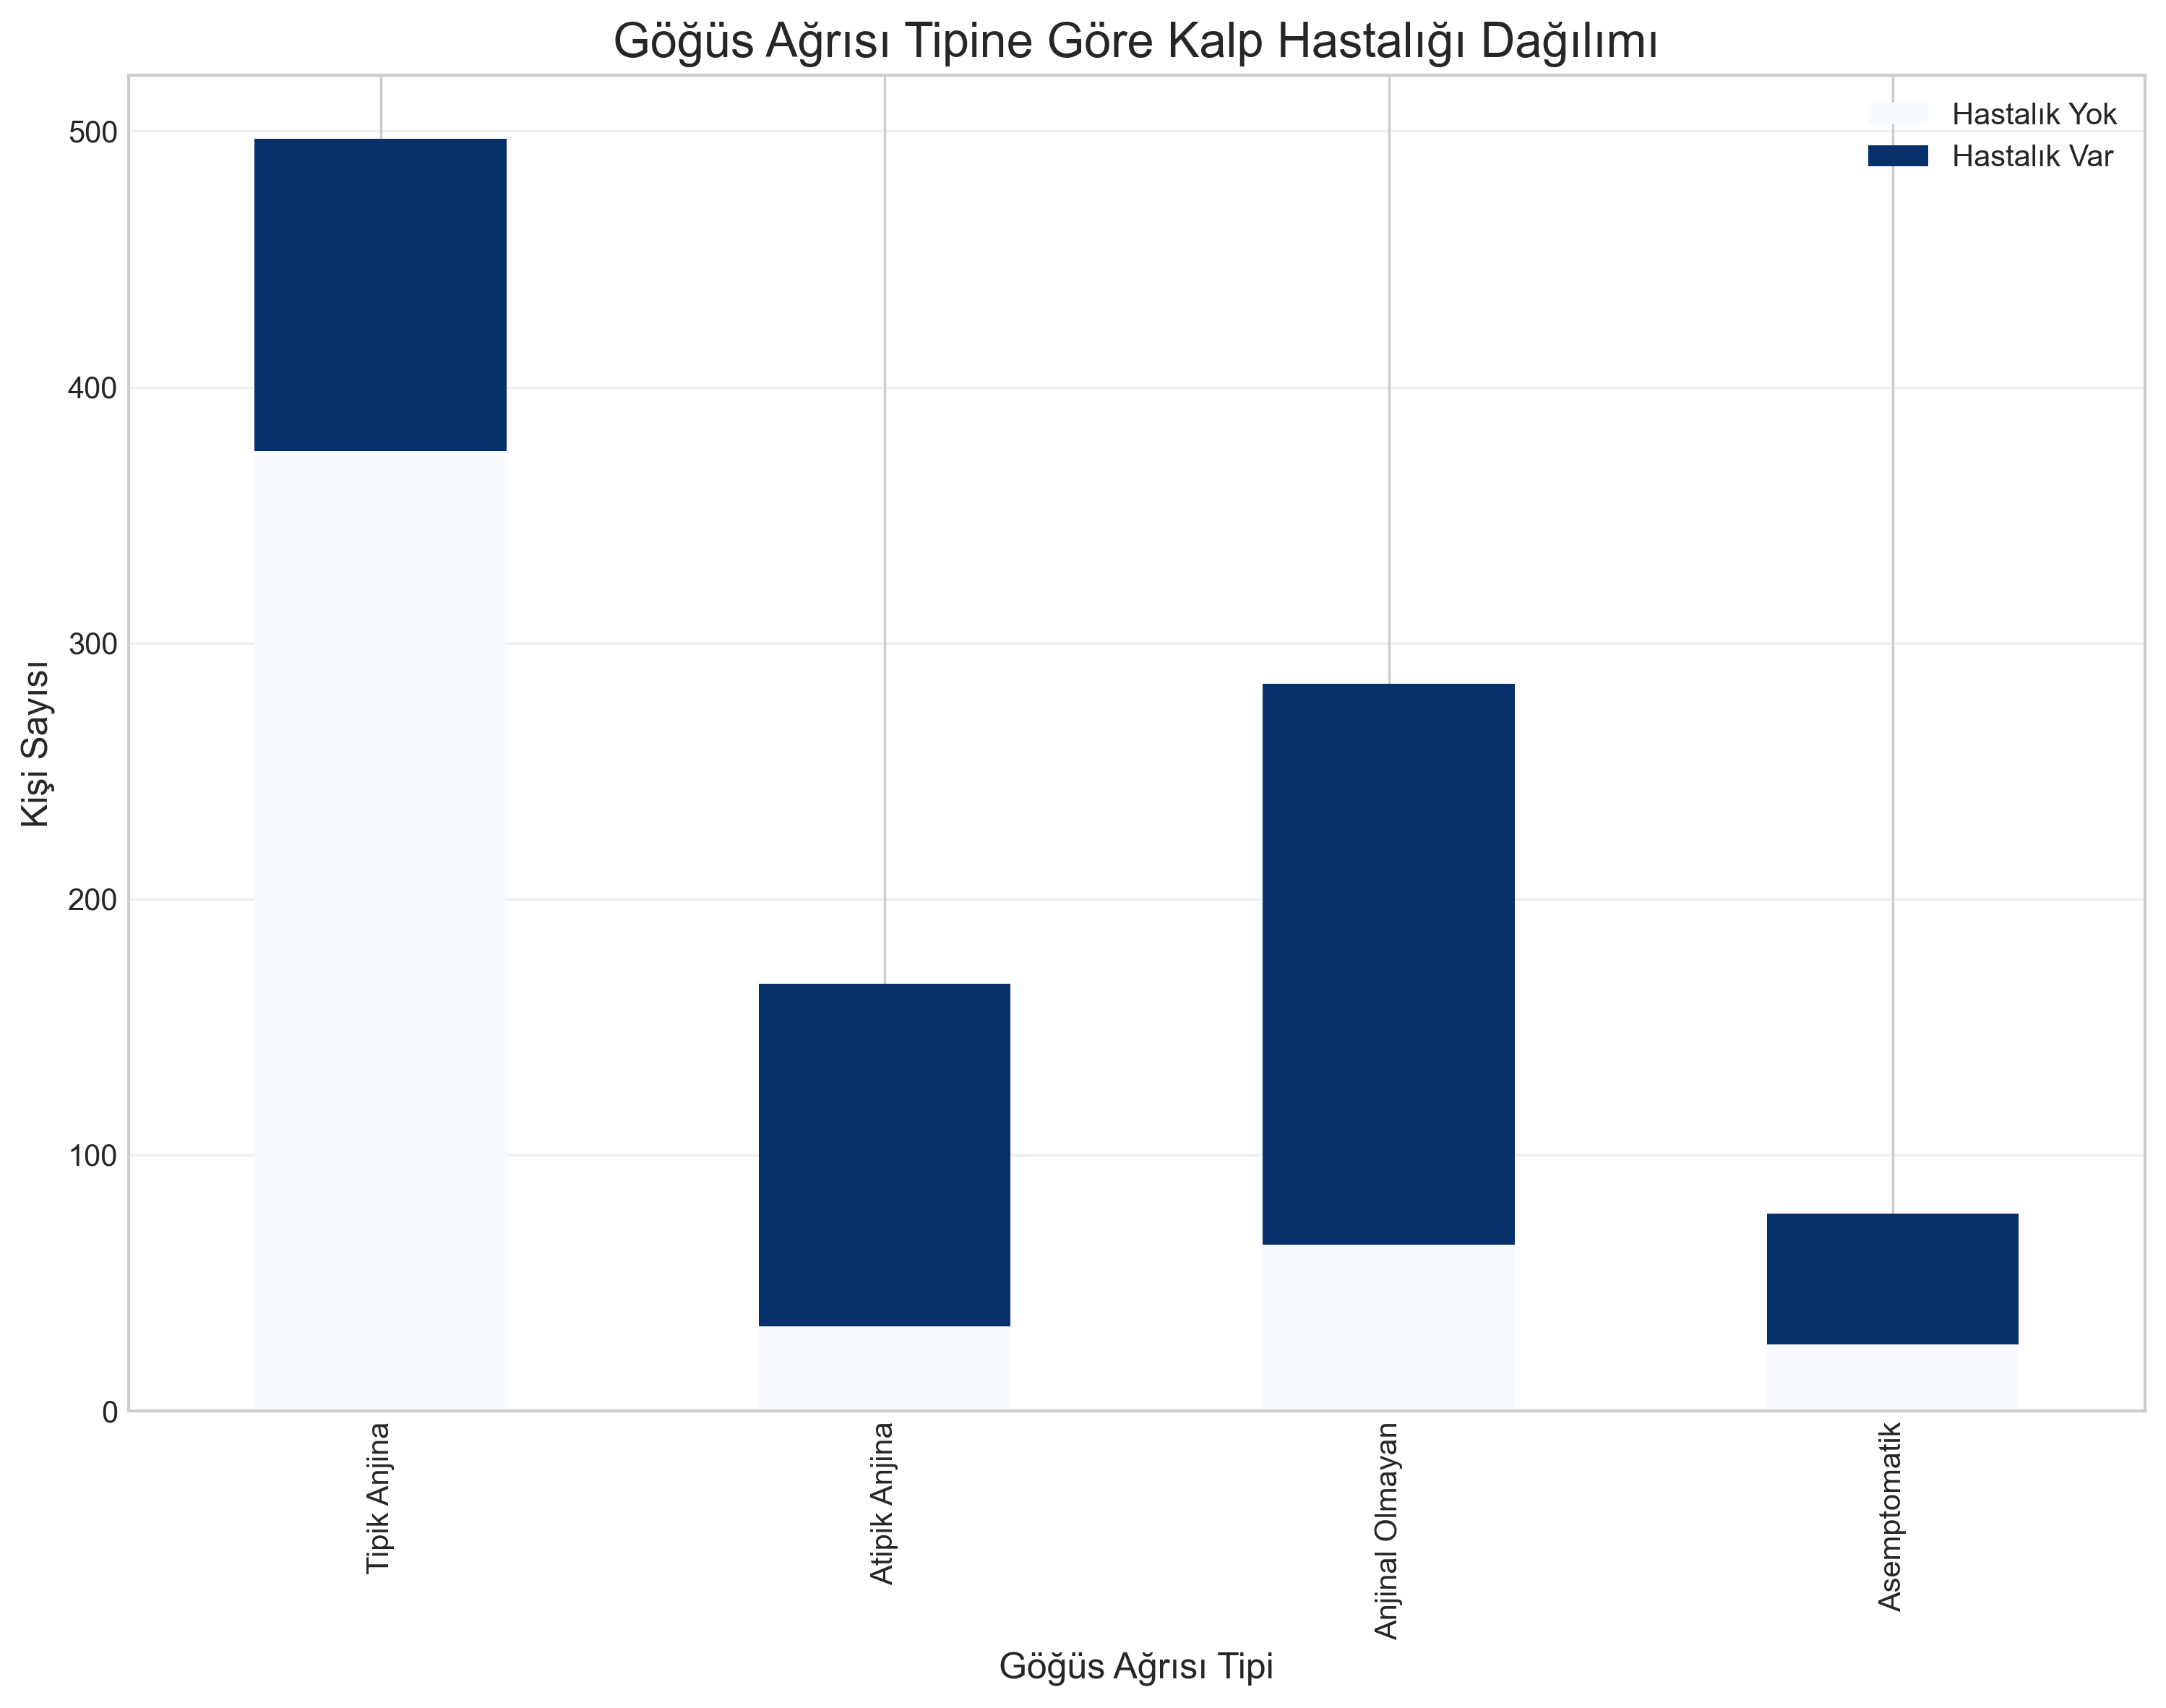 Göğüs Ağrısı Tipine Göre Kalp Hastalığı Dağılımı
Hastalık Yok
Hastalık Var
500
400
300
200
100
0
Kişi Sayısı
Tipik Anjina
Atipik Anjina
Anjinal Olmayan
Asemptomatik
Göğüs Ağrısı Tipi